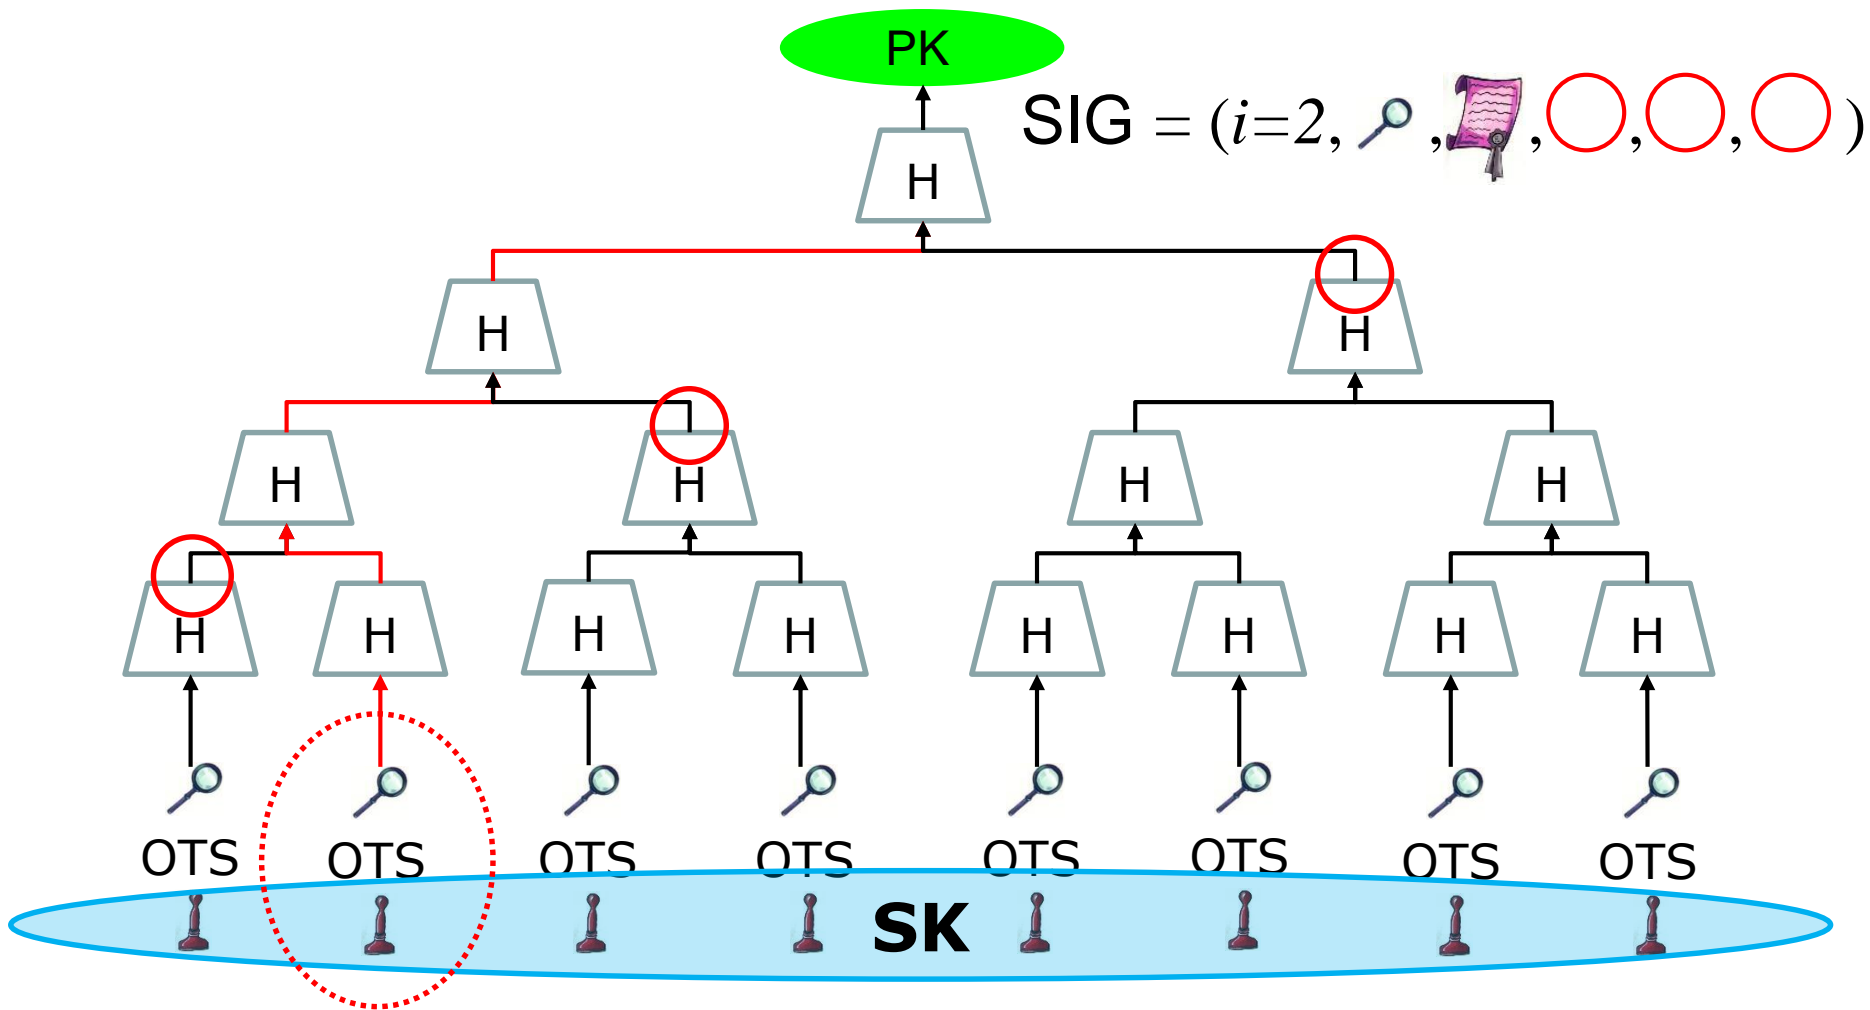 PK
SIG = (i=2, , , , , )
H
H H
H H H H
H H H H H H H H
OTS OTS OTS OTS OTS OTS OTS OTS
SK